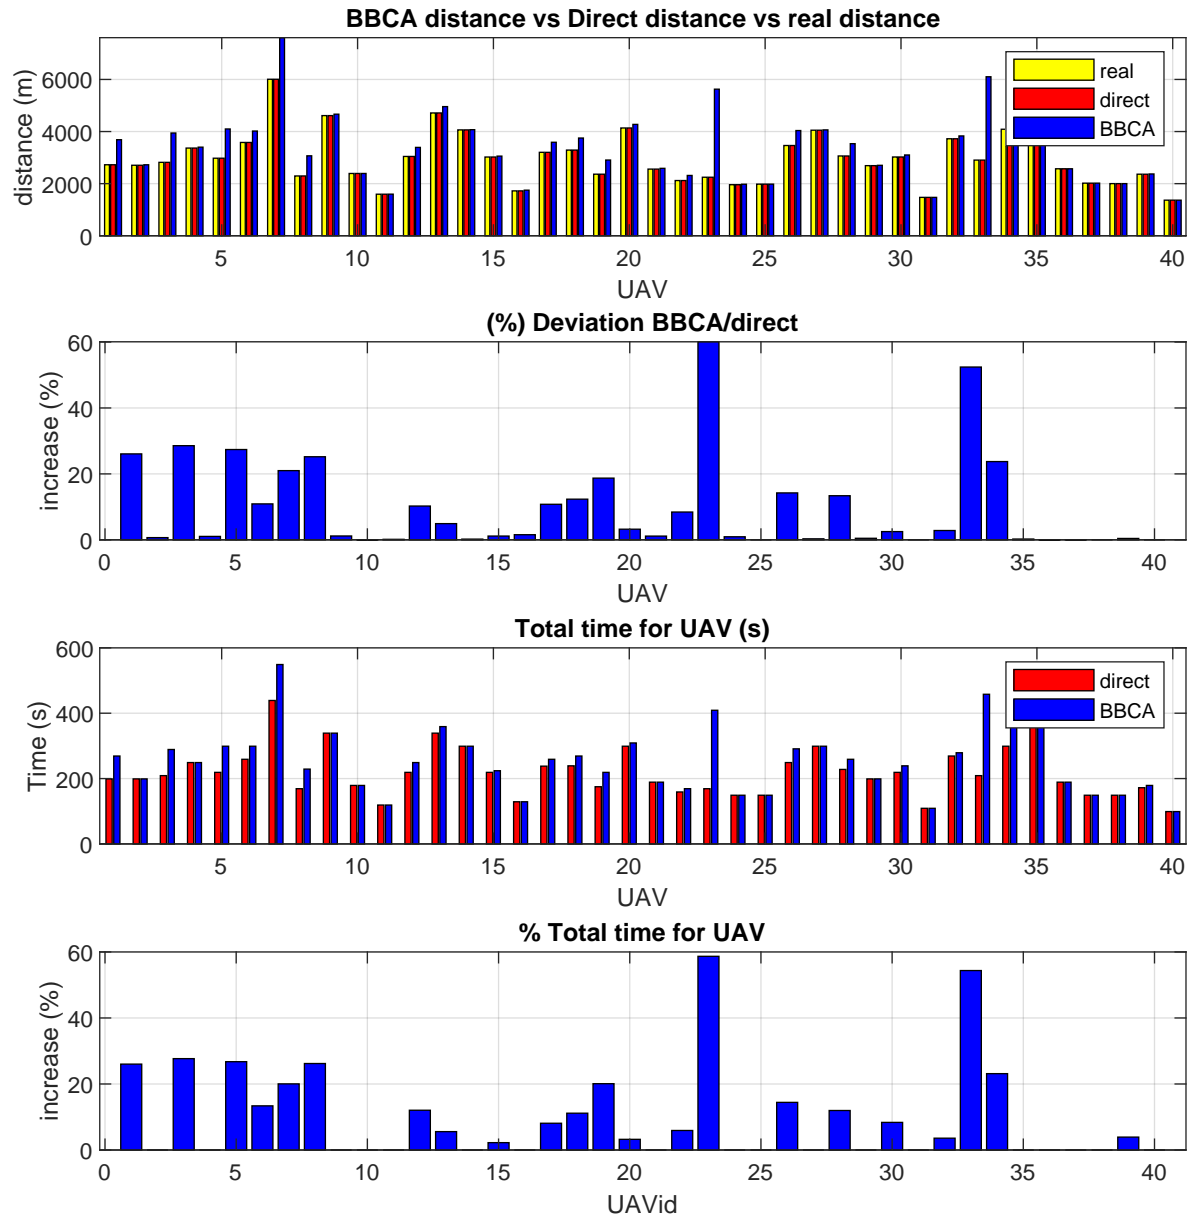 BBCA distance vs Direct distance vs real distance
distance (m)
6000
4000
2000
0
real
direct
BBCA
5 10 15 20 25 30 35 40
UAV
(%) Deviation BBCA/direct
increase (%)
60
40
20
0
0 5 10 15 20 25 30 35 40
UAV
Total time for UAV (s)
Time (s)
600
400
200
0
direct
BBCA
5 10 15 20 25 30 35 40
UAV
% Total time for UAV
increase (%)
60
40
20
0
0 5 10 15 20 25 30 35 40
UAVid